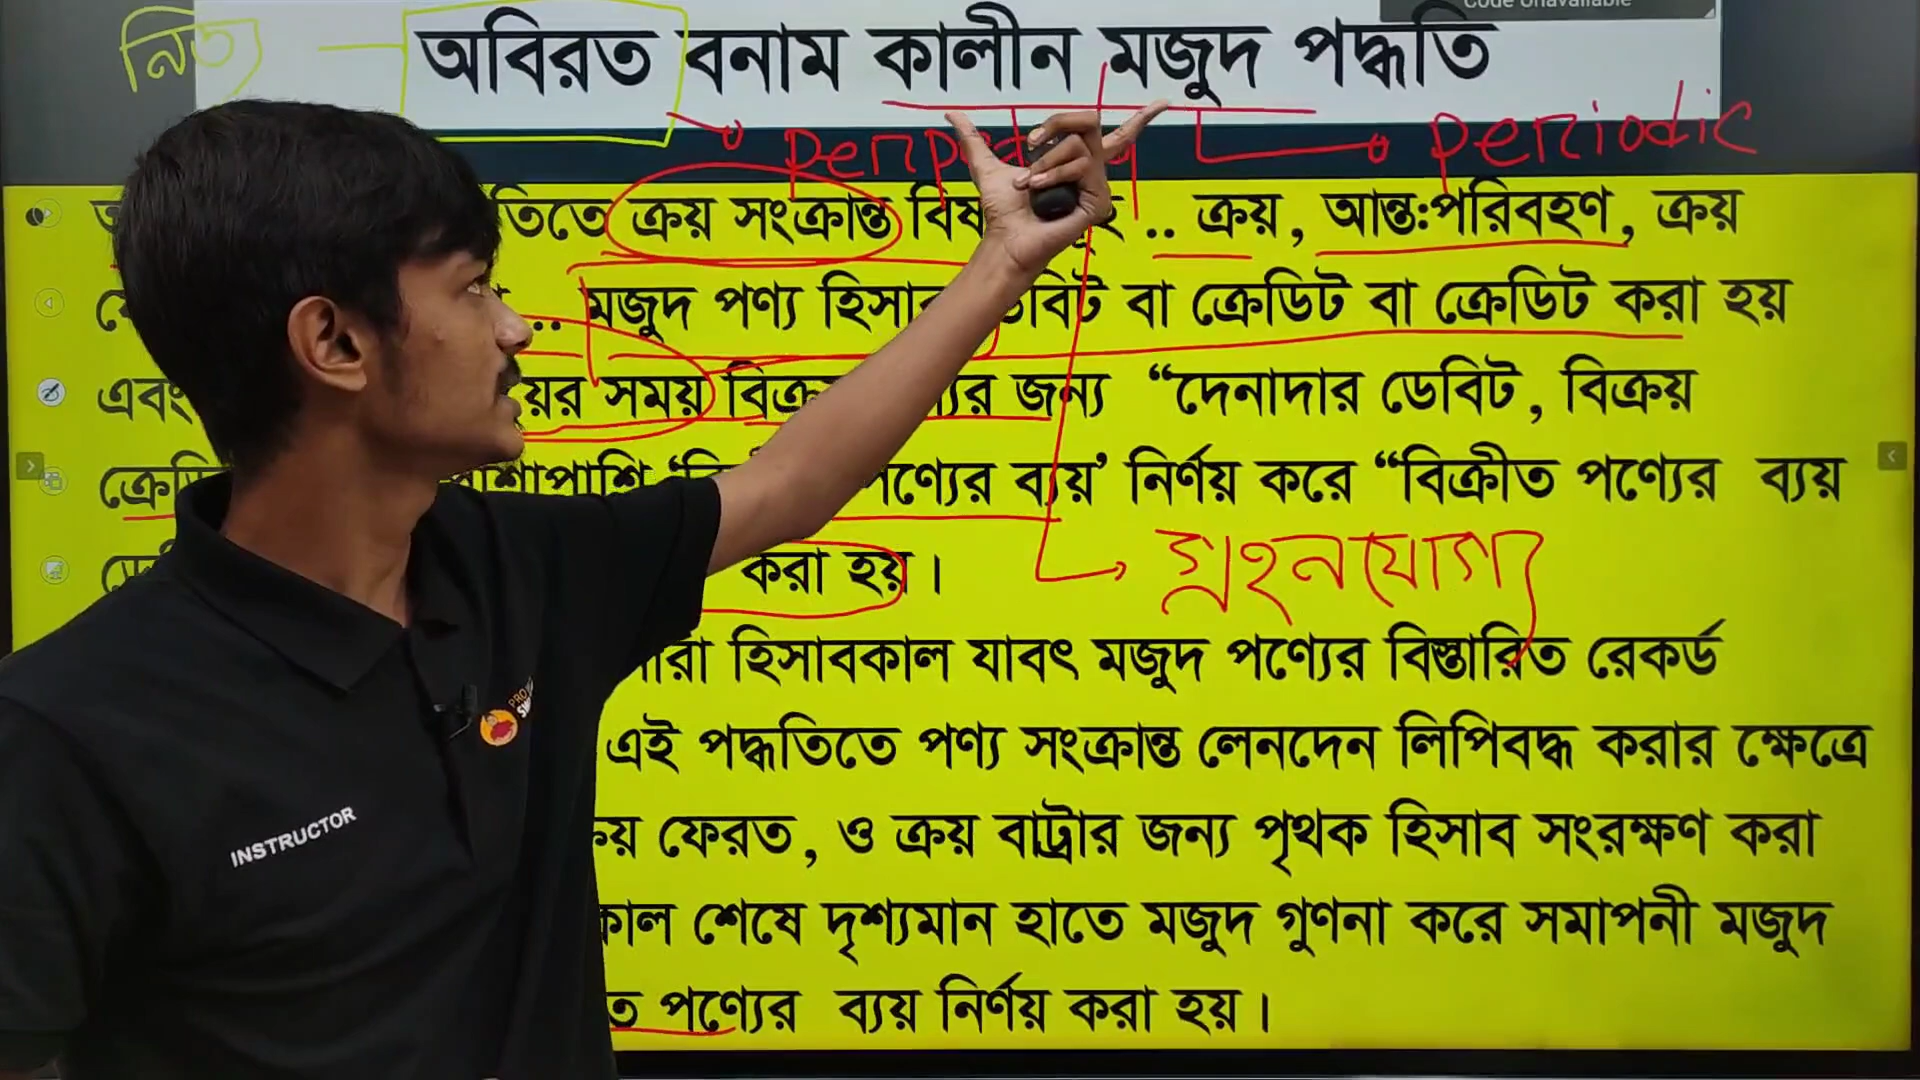 Code Unavailable
নিত্য
অবিরত বনাম কালীন মজুদ পদ্ধতি
periodic
তিতে ক্রয় সংক্রান্ত .. ক্রয়, আন্তঃপরিবহণ, ক্রয়
.. মজুদ পণ্য ডেবিট বা ক্রেডিট বা ক্রেডিট করা হয়
এবং য়ের সময় জন্য “দেনাদার ডেবিট, বিক্রয়
পাশাপাশি পণ্যের ব্যয়’ নির্ণয় করে “বিক্রীত পণ্যের ব্যয়
করা হয়।
গ্রহনযোগ্য
হিসাবকাল যাবৎ মজুদ পণ্যের বিস্তারিত রেকর্ড
এই পদ্ধতিতে পণ্য সংক্রান্ত লেনদেন লিপিবদ্ধ করার ক্ষেত্রে
ফেরত, ও ক্রয় বাট্টার জন্য পৃথক হিসাব সংরক্ষণ করা
কাল শেষে দৃশ্যমান হাতে মজুদ গুণনা করে সমাপনী মজুদ
ত পণ্যের ব্যয় নির্ণয় করা হয়।
INSTRUCTOR